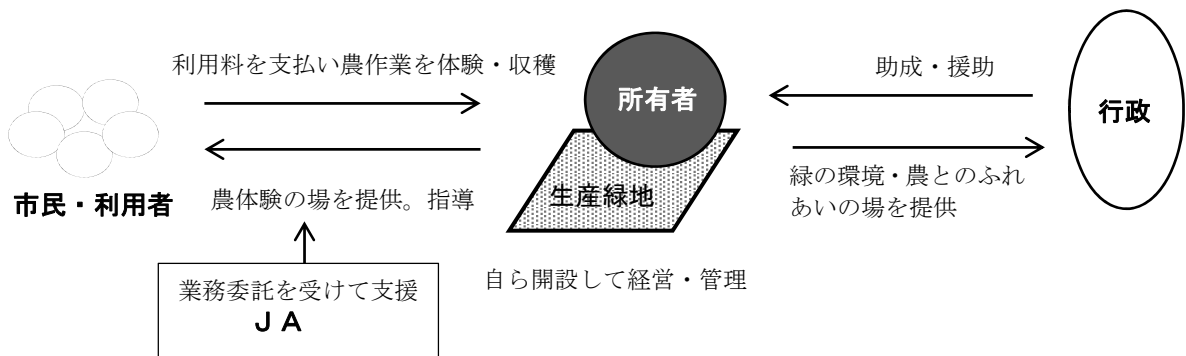 利用料を支払い農作業を体験・収穫
助成・援助
所有者
行政
生産緑地
市民・利用者
農体験の場を提供。指導
緑の環境・農とのふれ
あいの場を提供
自ら開設して経営・管理
業務委託を受けて支援
ＪＡ